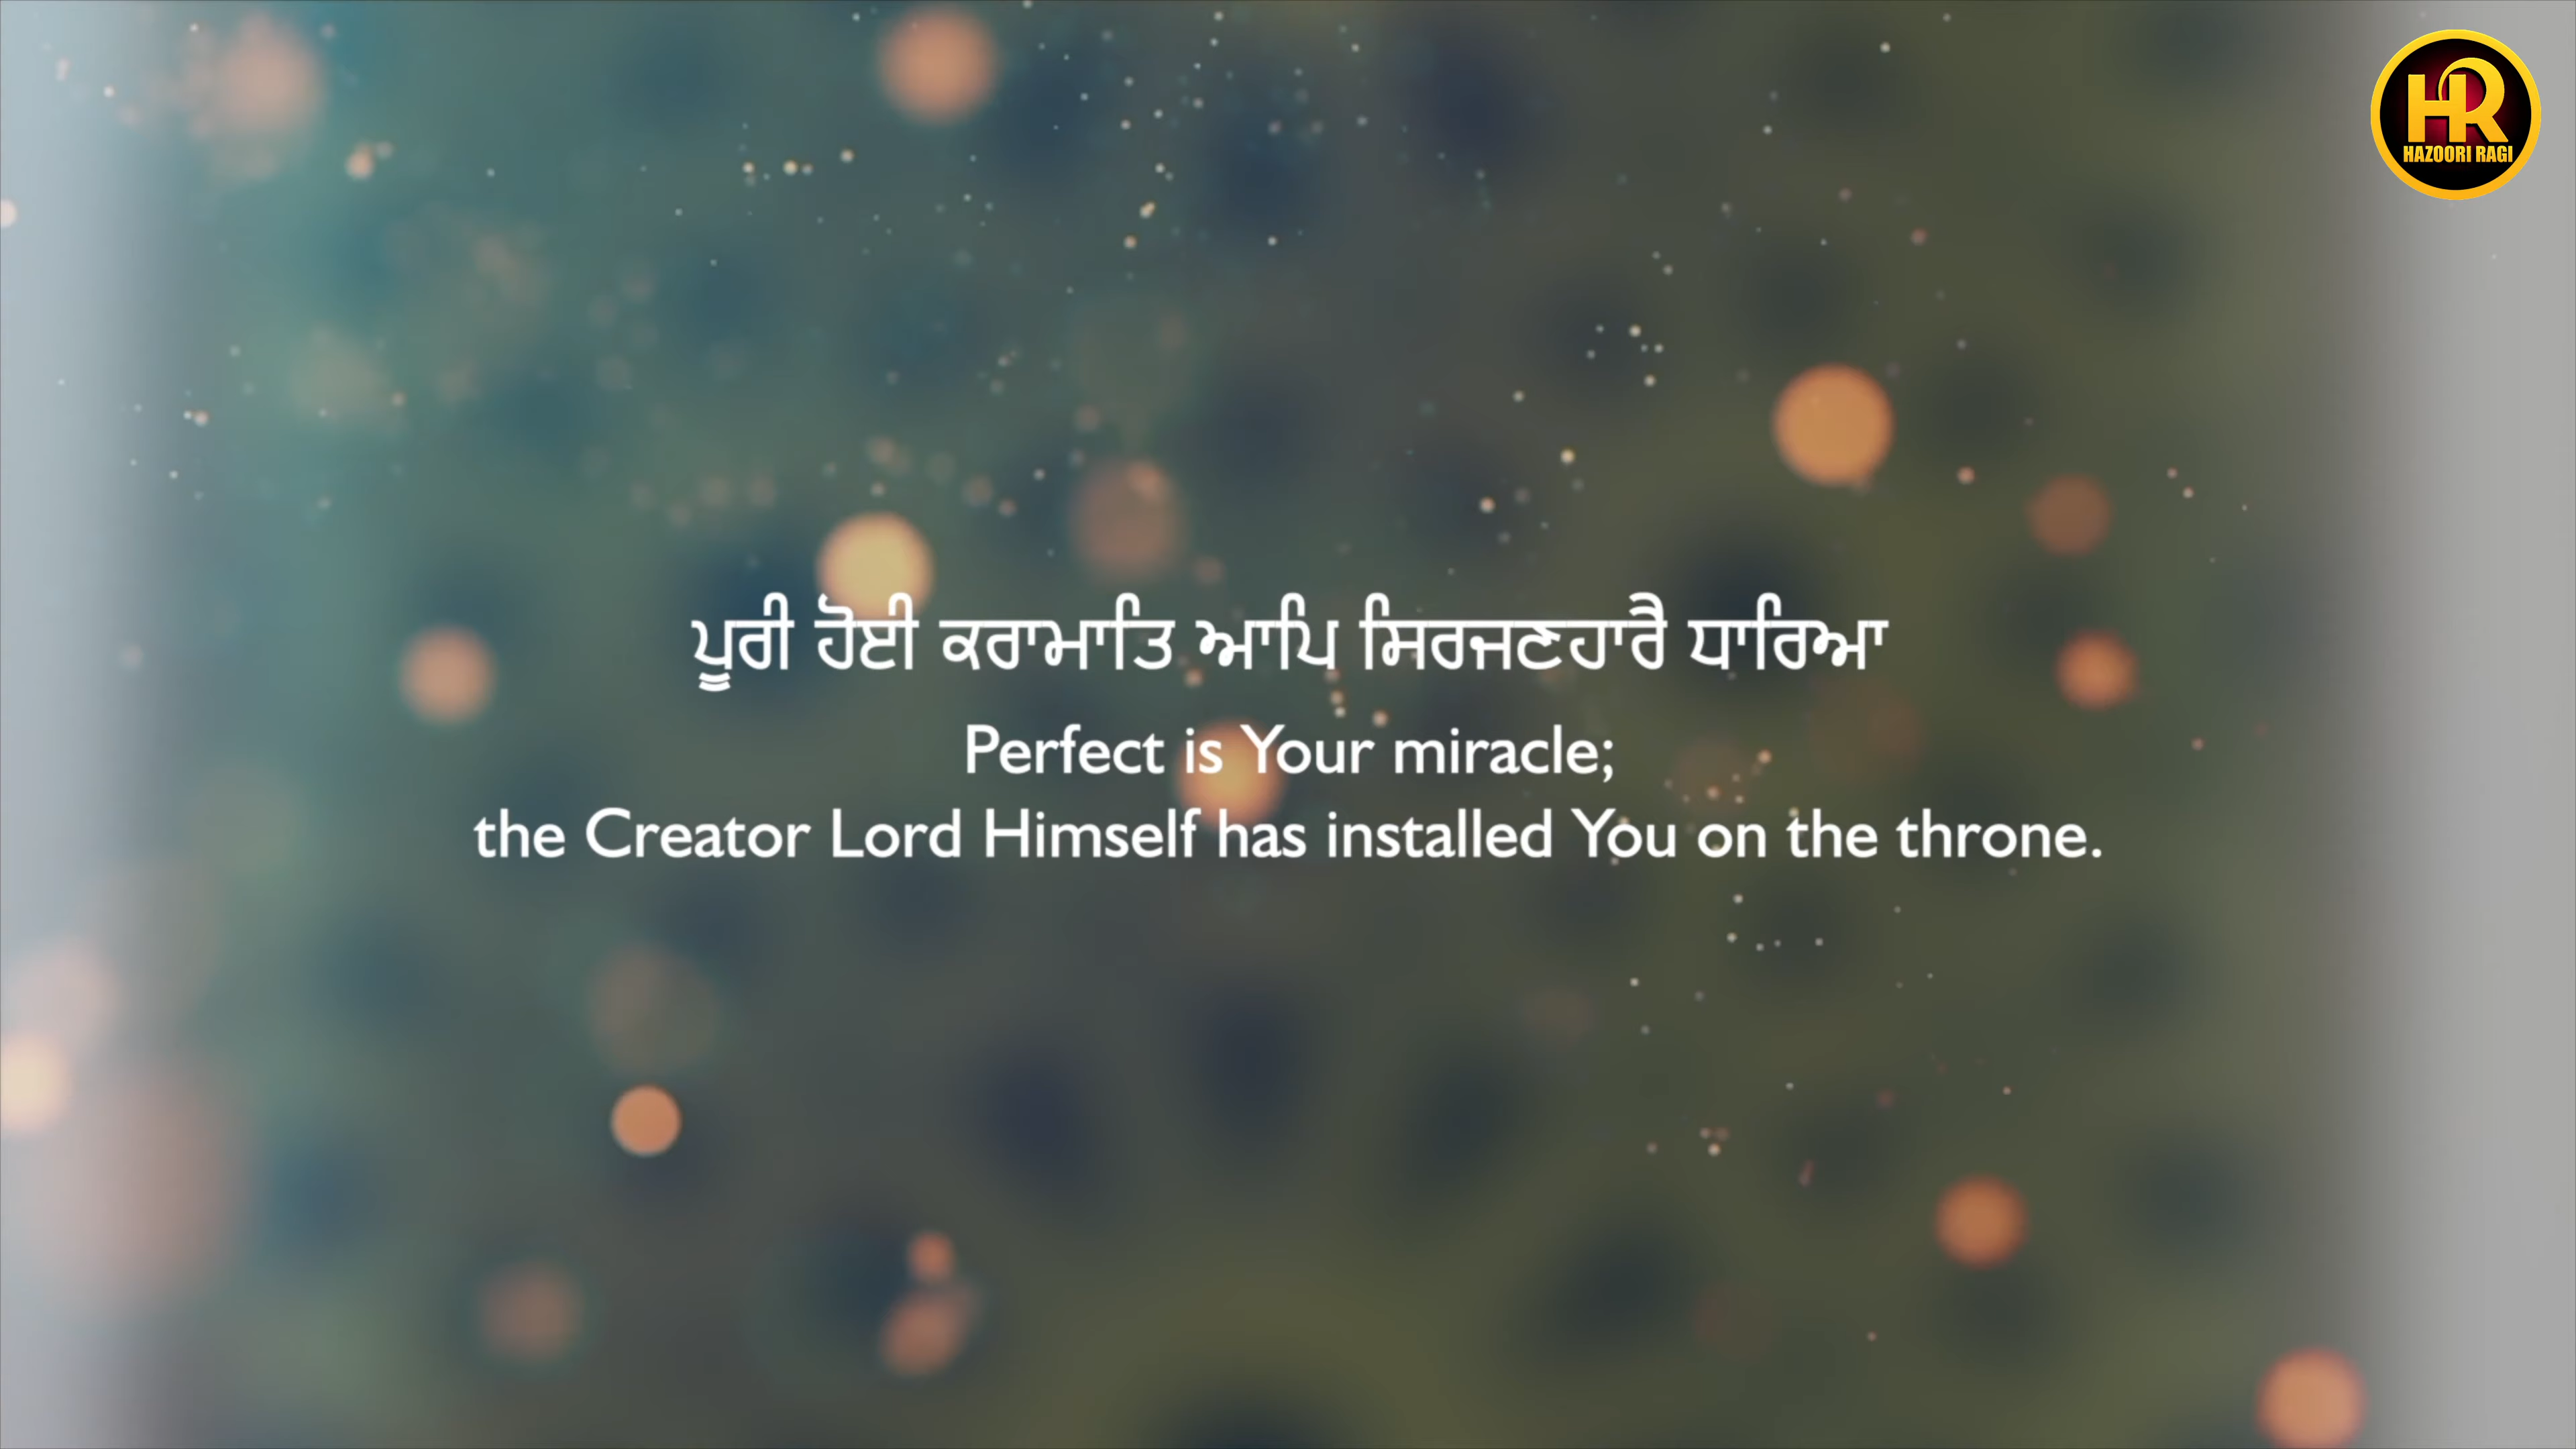 HR
HAZOORI RAGI
ਪੂਰੀ ਹੋਈ ਕਰਾਮਾਤਿ ਆਪਿ ਸਿਰਜਣਹਾਰੈ ਧਾਰਿਆ
Perfect is Your miracle;
the Creator Lord Himself has installed You on the throne.